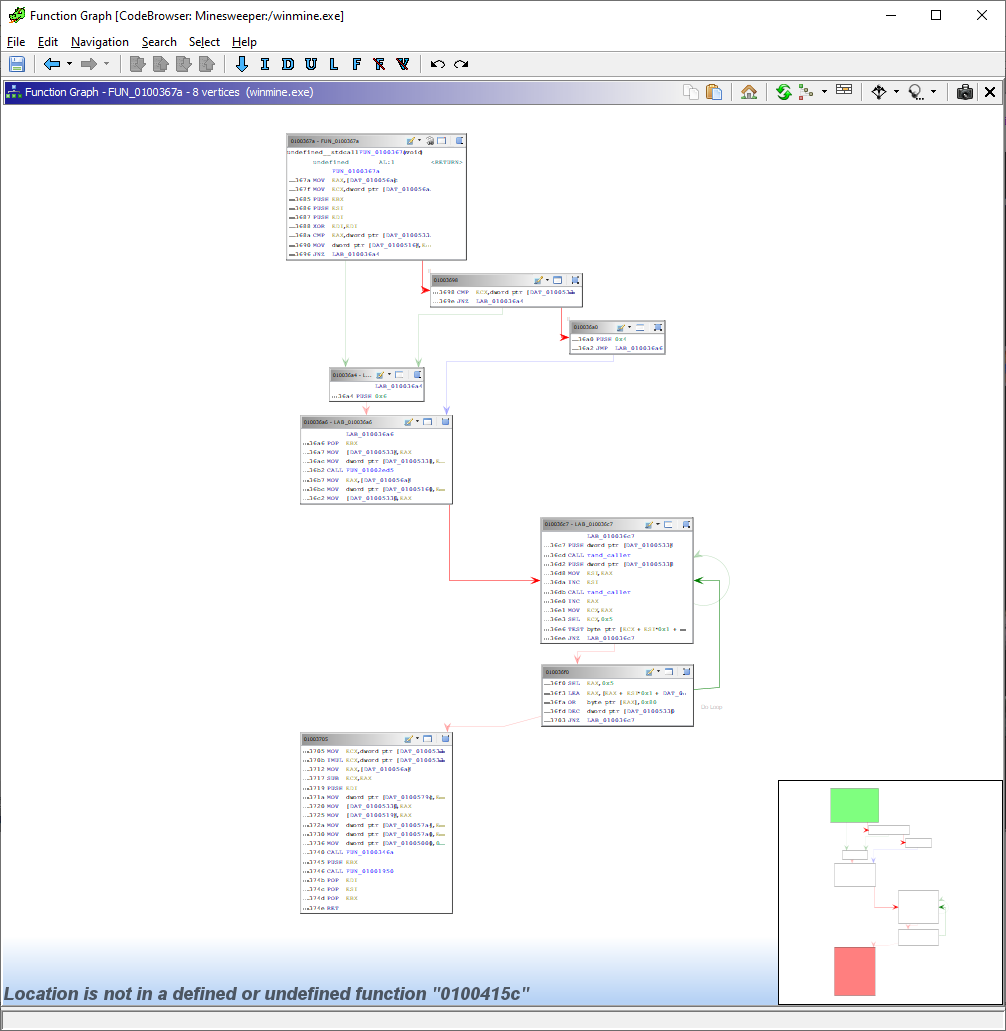 Function Graph [CodeBrowser: Minesweeper:/winmine.exe]
File Edit Navigation Search Select Help
I D U L F
Function Graph - FUN_0100367a - 8 vertices (winmine.exe)
0100367a - FUN_0100367a
undefined __stdcall FUN_0100367a(void)
undefined AL:1 <RETURN>
FUN_0100367a
...367a MOV EAX,[DAT_010056ac]
...367f MOV ECX,dword ptr [DAT_010056a...
...3685 PUSH EBX
...3686 PUSH ESI
...3687 PUSH EDI
...3688 XOR EDI,EDI
...368a CMP EAX,dword ptr [DAT_010533...
...3690 MOV dword ptr [DAT_0100516
...3696 JNZ LAB_010036a4
01003698
...3698 CMP ECX,dword ptr [DAT_0100533
...369e JNZ LAB_010036a4
010036a0
...36a0 PUSH 0x4
...36a2 JMP LAB_010036a6
010036a4 - L...
LAB_010036a4
...36a4 PUSH 0x6
010036a6 - LAB_010036a6
LAB_010036a6
...36a6 POP EBX
...36a7 MOV [DAT_0100533 ,EAX
...36ac MOV dword ptr [DAT_0100533
...36b2 CALL FUN_01002ed5
...36b7 MOV EAX,[DAT_010056a
...36bc MOV dword ptr [DAT_0100516
...36c2 MOV [DAT_0100533 ,EAX
010036c7 - LAB_010036c7
LAB_010036c7
...36c7 PUSH dword ptr [DAT_0100533
...36cd CALL rand_caller
...36d2 PUSH dword ptr [DAT_0100533
...36d8 MOV ESI,EAX
...36da INC ESI
...36db CALL rand_caller
...36e0 INC EAX
...36e1 MOV ECX,EAX
...36e3 SHL ECX,0x5
...36e6 TEST byte ptr [ECX + ESI*0x1 +
...36ee JNZ LAB_010036c7
010036f0
...36f0 SHL EAX,0x5
...36f3 LEA EAX,[EAX + ESI*0x1 + DAT_0...
...36fa OR byte ptr [EAX],0x80
...36fd DEC dword ptr [DAT_0100533
...3703 JNZ LAB_010036c7
01003705
...3705 MOV ECX,dword ptr [DAT_0100533
...370b IMUL ECX,dword ptr [DAT_0100533
...3712 MOV EAX,[DAT_010056a
...3717 SUB ECX,EAX
...3719 PUSH EDI
...371a MOV dword ptr [DAT_0100579
...3720 MOV [DAT_0100533 ,EAX
...3725 MOV [DAT_0100519 ,EAX
...372a MOV dword ptr [DAT_010057a
...3730 MOV dword ptr [DAT_010057a
...3736 MOV dword ptr [DAT_0100500
...3740 CALL FUN_0100346a
...3745 PUSH EBX
...3746 CALL FUN_01001950
...374b POP EDI
...374c POP ESI
...374d POP EBX
...374e RET
Location is not in a defined or undefined function "0100415c"